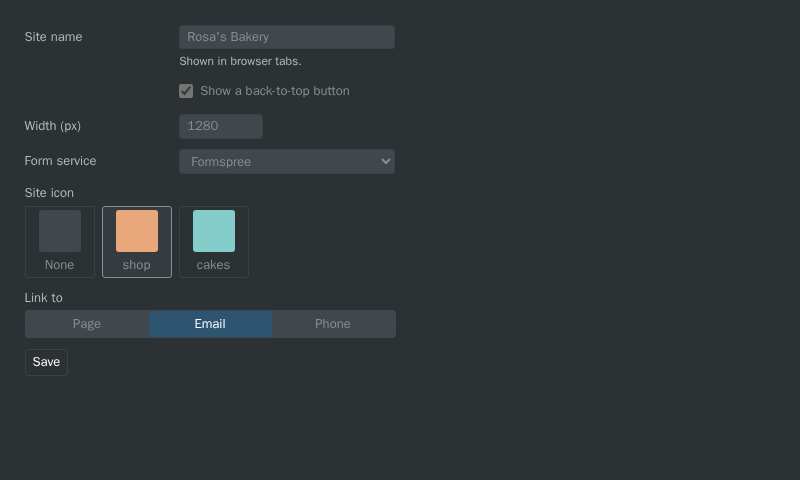 Site name
Rosa's Bakery
Shown in browser tabs.
Show a back-to-top button
Width (px)
1280
Form service
Formspree
Site icon
None
shop
cakes
Link to
Page
Email
Phone
Save